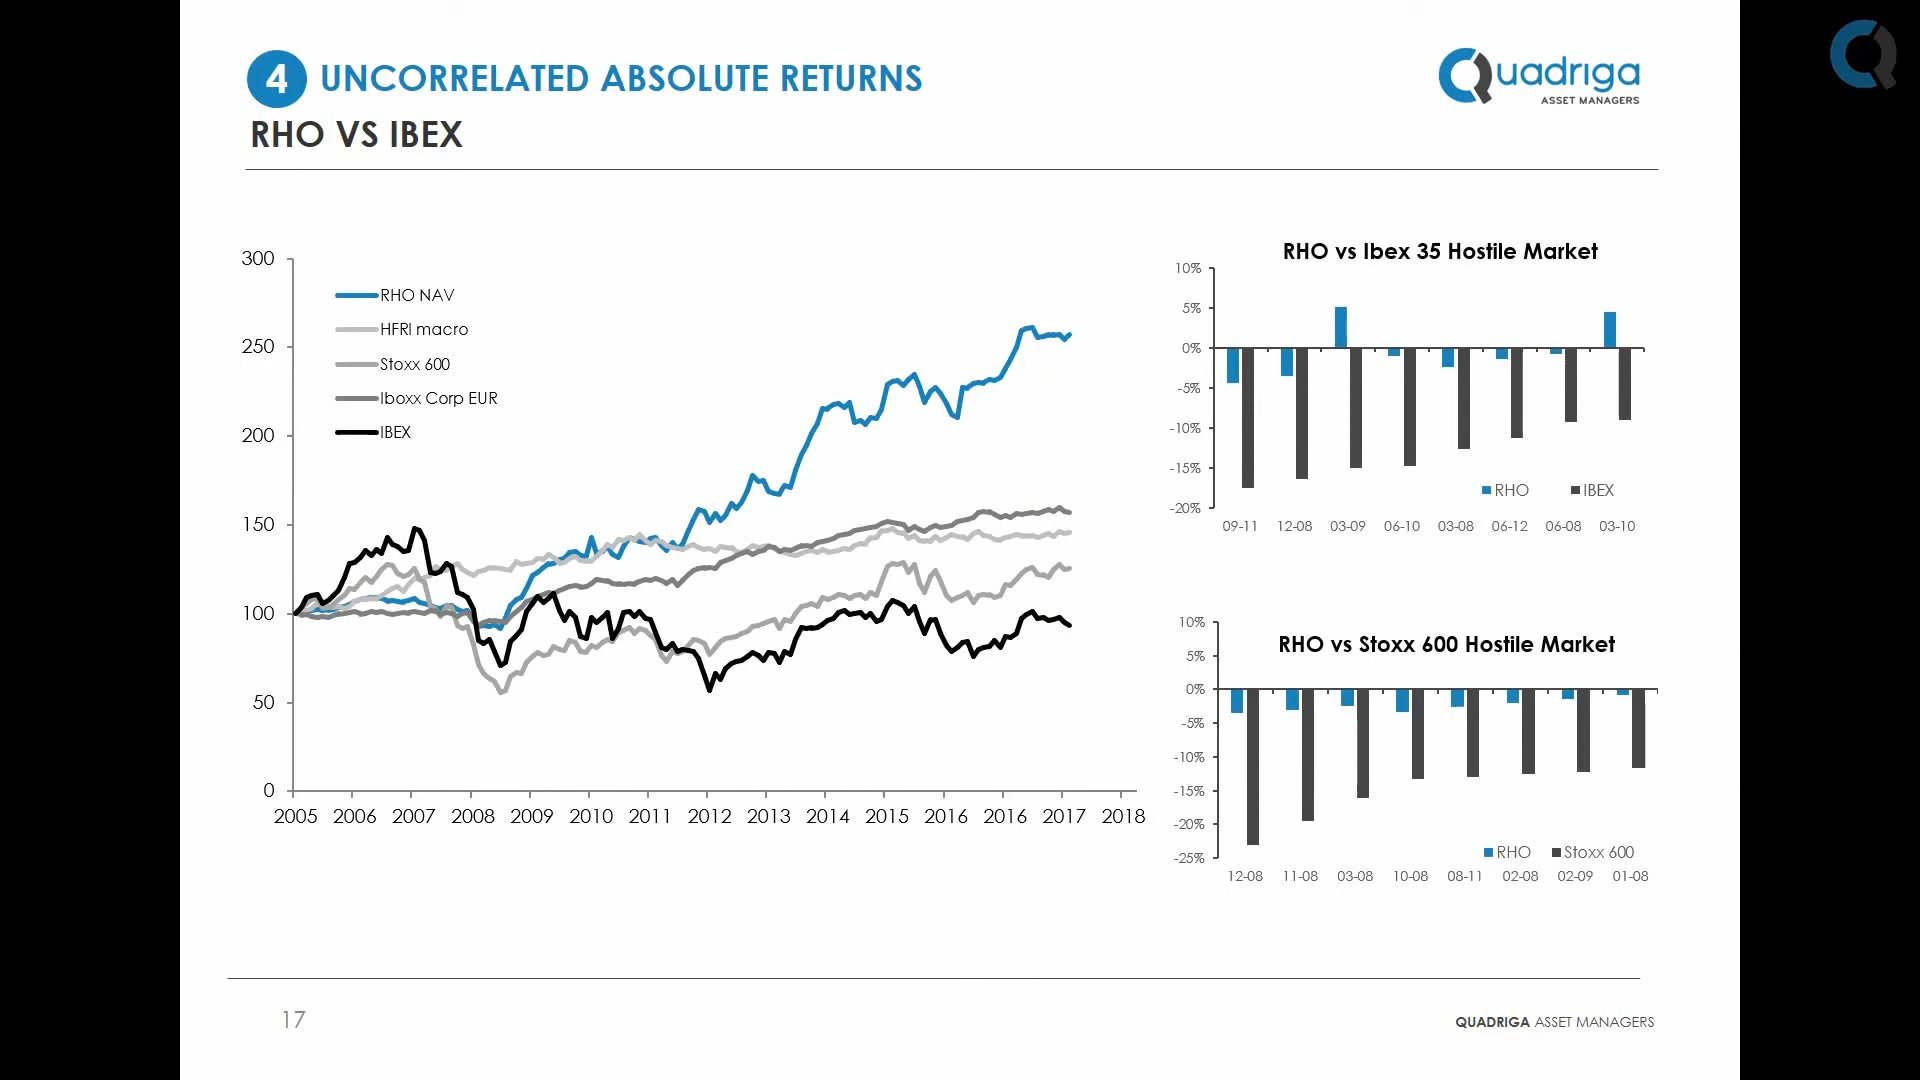 4 UNCORRELATED ABSOLUTE RETURNS
RHO VS IBEX
Quadriga
ASSET MANAGERS
300
250
200
150
100
50
0
RHO NAV
HFRI macro
Stoxx 600
Iboxx Corp EUR
IBEX
2005 2006 2007 2008 2009 2010 2011 2012 2013 2014 2015 2016 2016 2017 2018
RHO vs Ibex 35 Hostile Market
10%
5%
0%
-5%
-10%
-15%
-20%
RHO IBEX
09-11 12-08 03-09 06-10 03-08 06-12 06-08 03-10
RHO vs Stoxx 600 Hostile Market
10%
5%
0%
-5%
-10%
-15%
-20%
-25%
RHO Stoxx 600
12-08 11-08 03-08 10-08 08-11 02-08 02-09 01-08
17
QUADRIGA ASSET MANAGERS